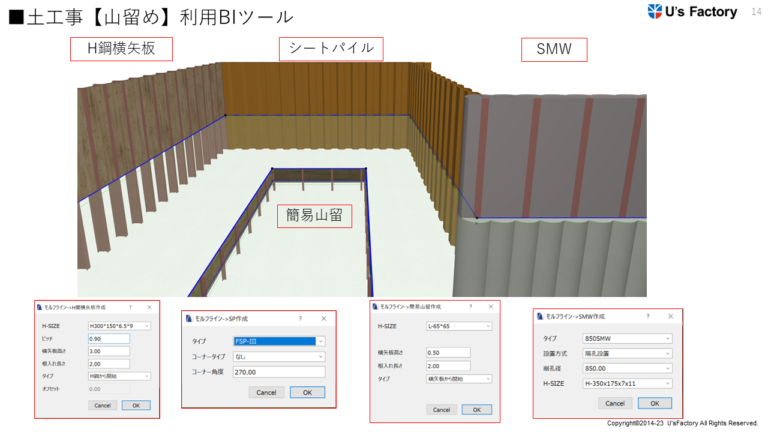 ■土工事【山留め】利用BIツール
U's Factory
14
H鋼横矢板
シートパイル
SMW
簡易山留
モルフライン->H鋼横矢板作成
? ×
H-SIZE H300*150*6.5*9
ピッチ 0.90
横矢板高さ 3.00
根入れ長さ 2.00
タイプ H鋼から開始
オフセット 0.00
Cancel OK
モルフライン->SP作成
? ×
タイプ FSP-III
コーナータイプ なし
コーナー角度 270.00
Cancel OK
モルフライン->簡易山留作成
? ×
H-SIZE L-65*65
横矢板高さ 0.50
根入れ長さ 2.00
タイプ 横矢板から開始
Cancel OK
モルフライン->SMW作成
? ×
タイプ 850SMW
設置方式 隔孔設置
削孔径 850.00
H-SIZE H-350x175x7x11
Cancel OK
Copyright©2014-23 U'sFactory All Rights Reserved.